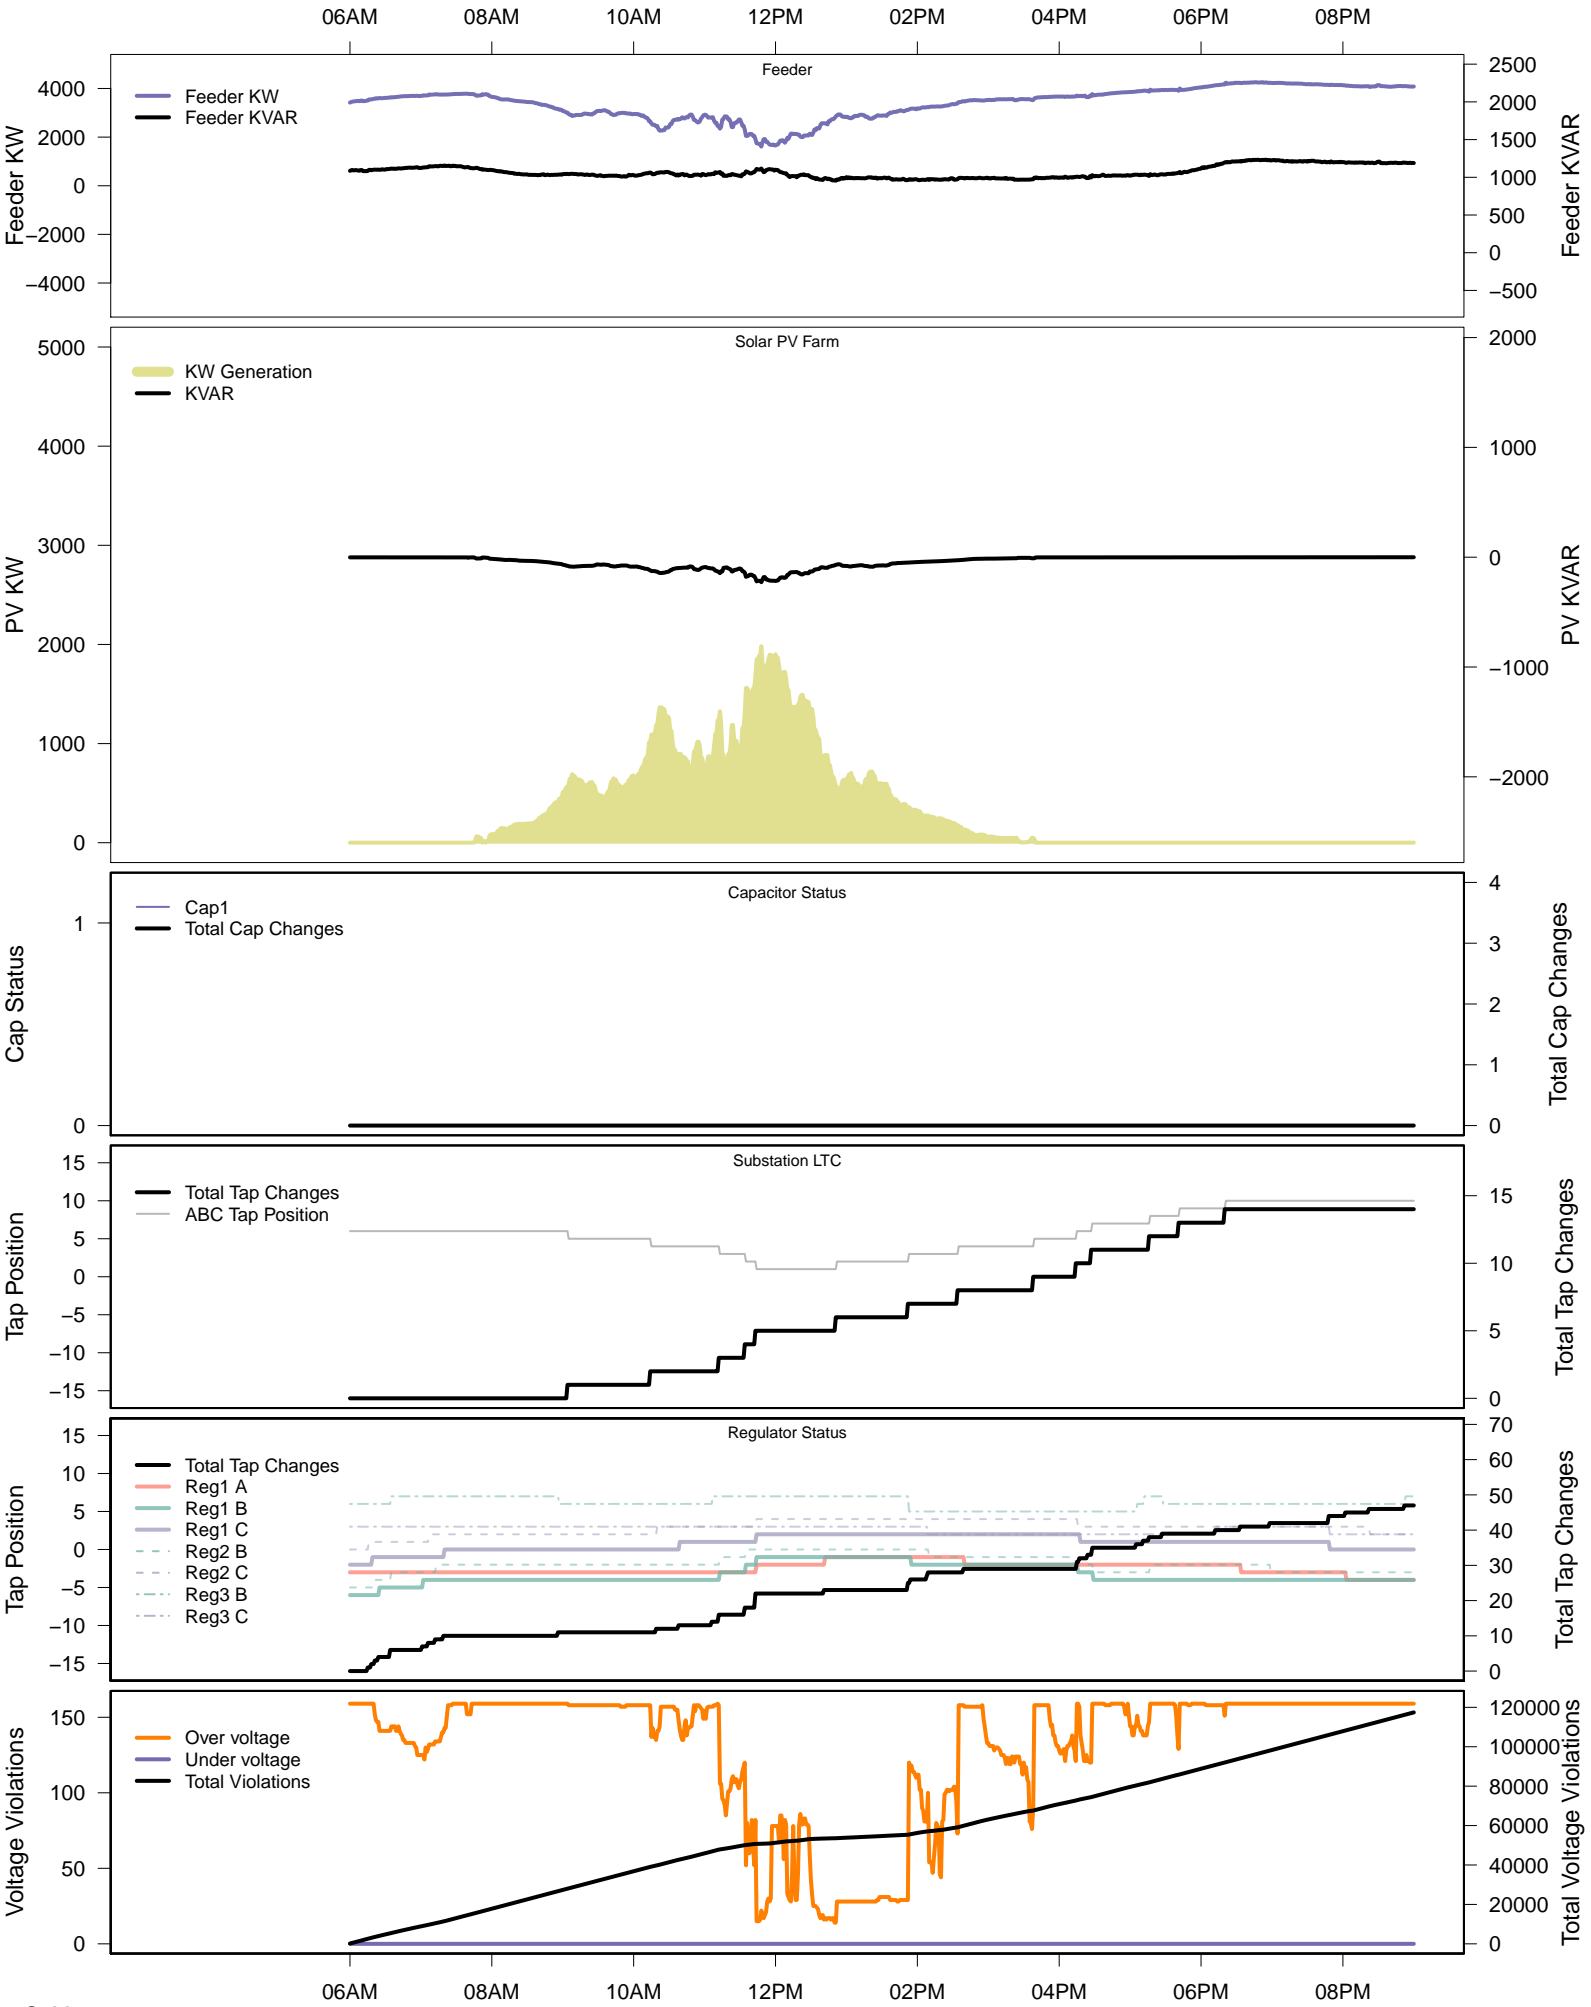 06AM 08AM 10AM 12PM 02PM 04PM 06PM 08PM
Feeder
Feeder KW
Feeder KVAR
4000
2000
0
−2000
−4000
Feeder KW
2500
2000
1500
1000
500
0
−500
Feeder KVAR
Solar PV Farm
KW Generation
KVAR
5000
4000
3000
2000
1000
0
PV KW
2000
1000
0
−1000
−2000
PV KVAR
Capacitor Status
Cap1
Total Cap Changes
1
0
Cap Status
4
3
2
1
0
Total Cap Changes
Substation LTC
Total Tap Changes
ABC Tap Position
15
10
5
0
−5
−10
−15
Tap Position
15
10
5
0
Total Tap Changes
Regulator Status
Total Tap Changes
Reg1 A
Reg1 B
Reg1 C
Reg2 B
Reg2 C
Reg3 B
Reg3 C
15
10
5
0
−5
−10
−15
Tap Position
70
60
50
40
30
20
10
0
Total Tap Changes
Over voltage
Under voltage
Total Violations
150
100
50
0
Voltage Violations
120000
100000
80000
60000
40000
20000
0
Total Voltage Violations
06AM 08AM 10AM 12PM 02PM 04PM 06PM 08PM